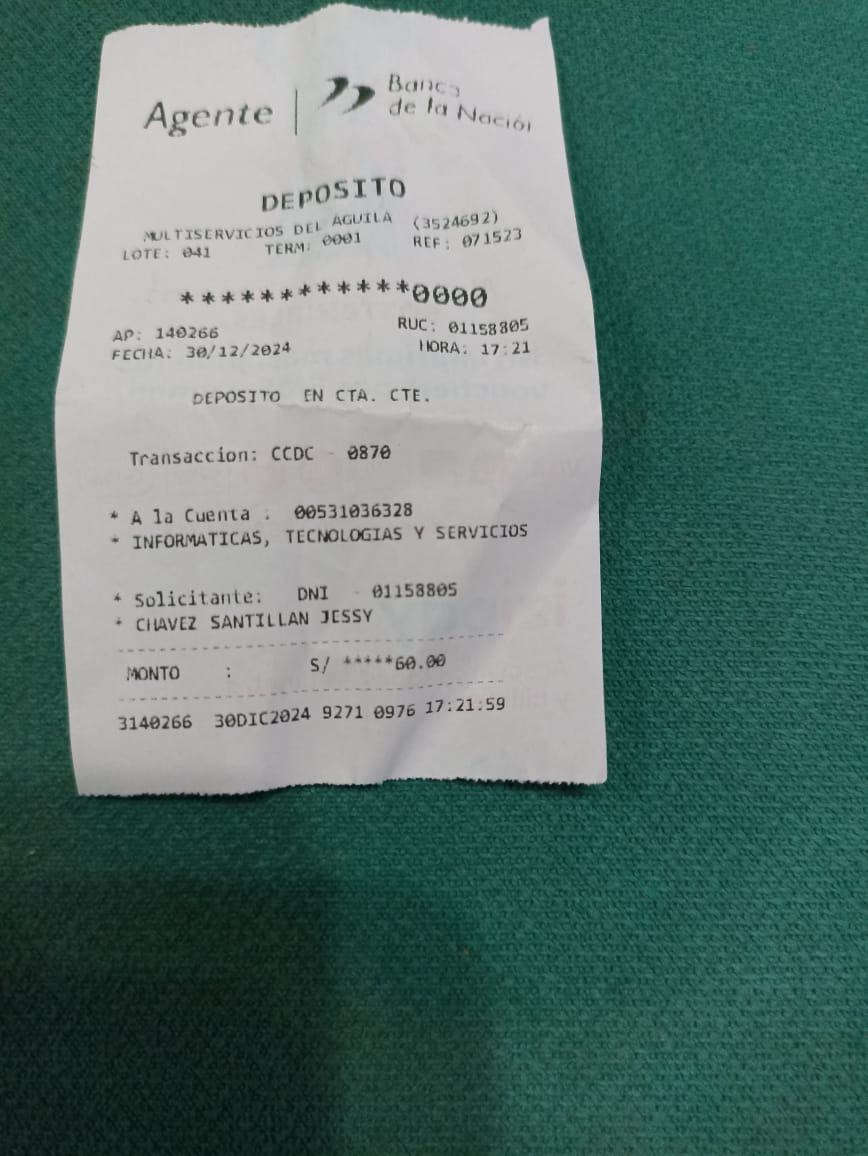 Agente | Banco
de la Nación
DEPOSITO
MULTISERVICIOS DEL AGUILA (3524692)
LOTE: 041 TERM: 0001 REF: 071523
************0000
AP: 140266 RUC: 01158805
FECHA: 30/12/2024 HORA: 17:21
DEPOSITO EN CTA. CTE.
Transaccion: CCDC - 0870
* A la Cuenta : 00531036328
* INFORMATICAS, TECNOLOGIAS Y SERVICIOS
* Solicitante: DNI - 01158805
* CHAVEZ SANTILLAN JESSY
MONTO : S/ *****60.00
3140266 30DIC2024 9271 0976 17:21:59